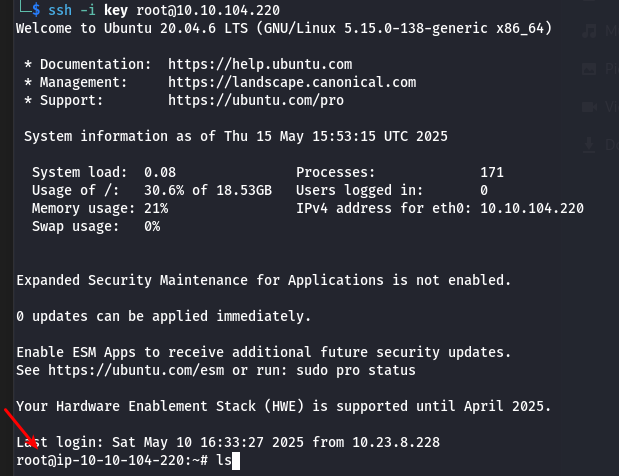 └─$ ssh -i key root@10.10.104.220
Welcome to Ubuntu 20.04.6 LTS (GNU/Linux 5.15.0-138-generic x86_64)
* Documentation:  https://help.ubuntu.com
* Management:     https://landscape.canonical.com
* Support:        https://ubuntu.com/pro
System information as of Thu 15 May 15:53:15 UTC 2025
System load:  0.08               Processes:             171
Usage of /:   30.6% of 18.53GB   Users logged in:       0
Memory usage: 21%                IPv4 address for eth0: 10.10.104.220
Swap usage:   0%
Expanded Security Maintenance for Applications is not enabled.
0 updates can be applied immediately.
Enable ESM Apps to receive additional future security updates.
See https://ubuntu.com/esm or run: sudo pro status
Your Hardware Enablement Stack (HWE) is supported until April 2025.
Last login: Sat May 10 16:33:27 2025 from 10.23.8.228
root@ip-10-10-104-220:~# ls